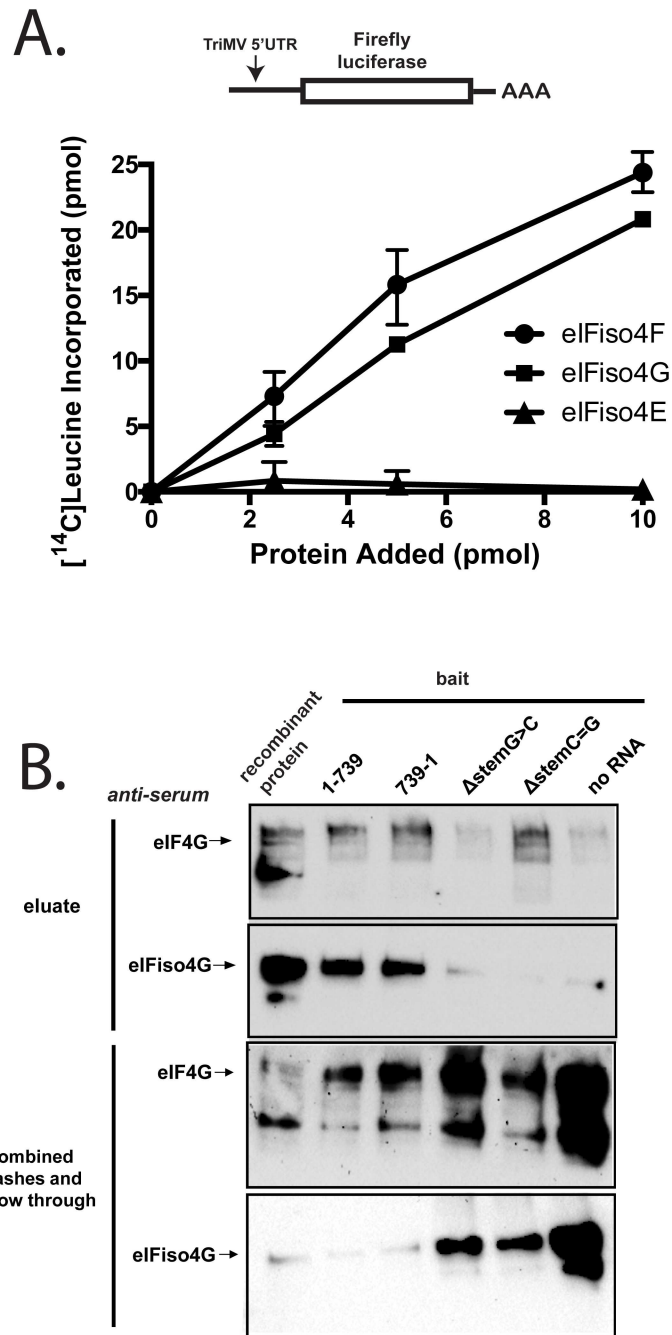 A.
TriMV 5'UTR
Firefly
luciferase
AAA
[¹⁴C]Leucine Incorporated (pmol)
25
20
15
10
5
0
0 2 4 6 8 10
Protein Added (pmol)
eIFiso4F
eIFiso4G
eIFiso4E
B.
bait
recombinant
protein
1-739
739-1
ΔstemG>C
ΔstemC=G
no RNA
anti-serum
eluate
eIF4G
eIFiso4G
ombined
ashes and
ow through
eIF4G
eIFiso4G